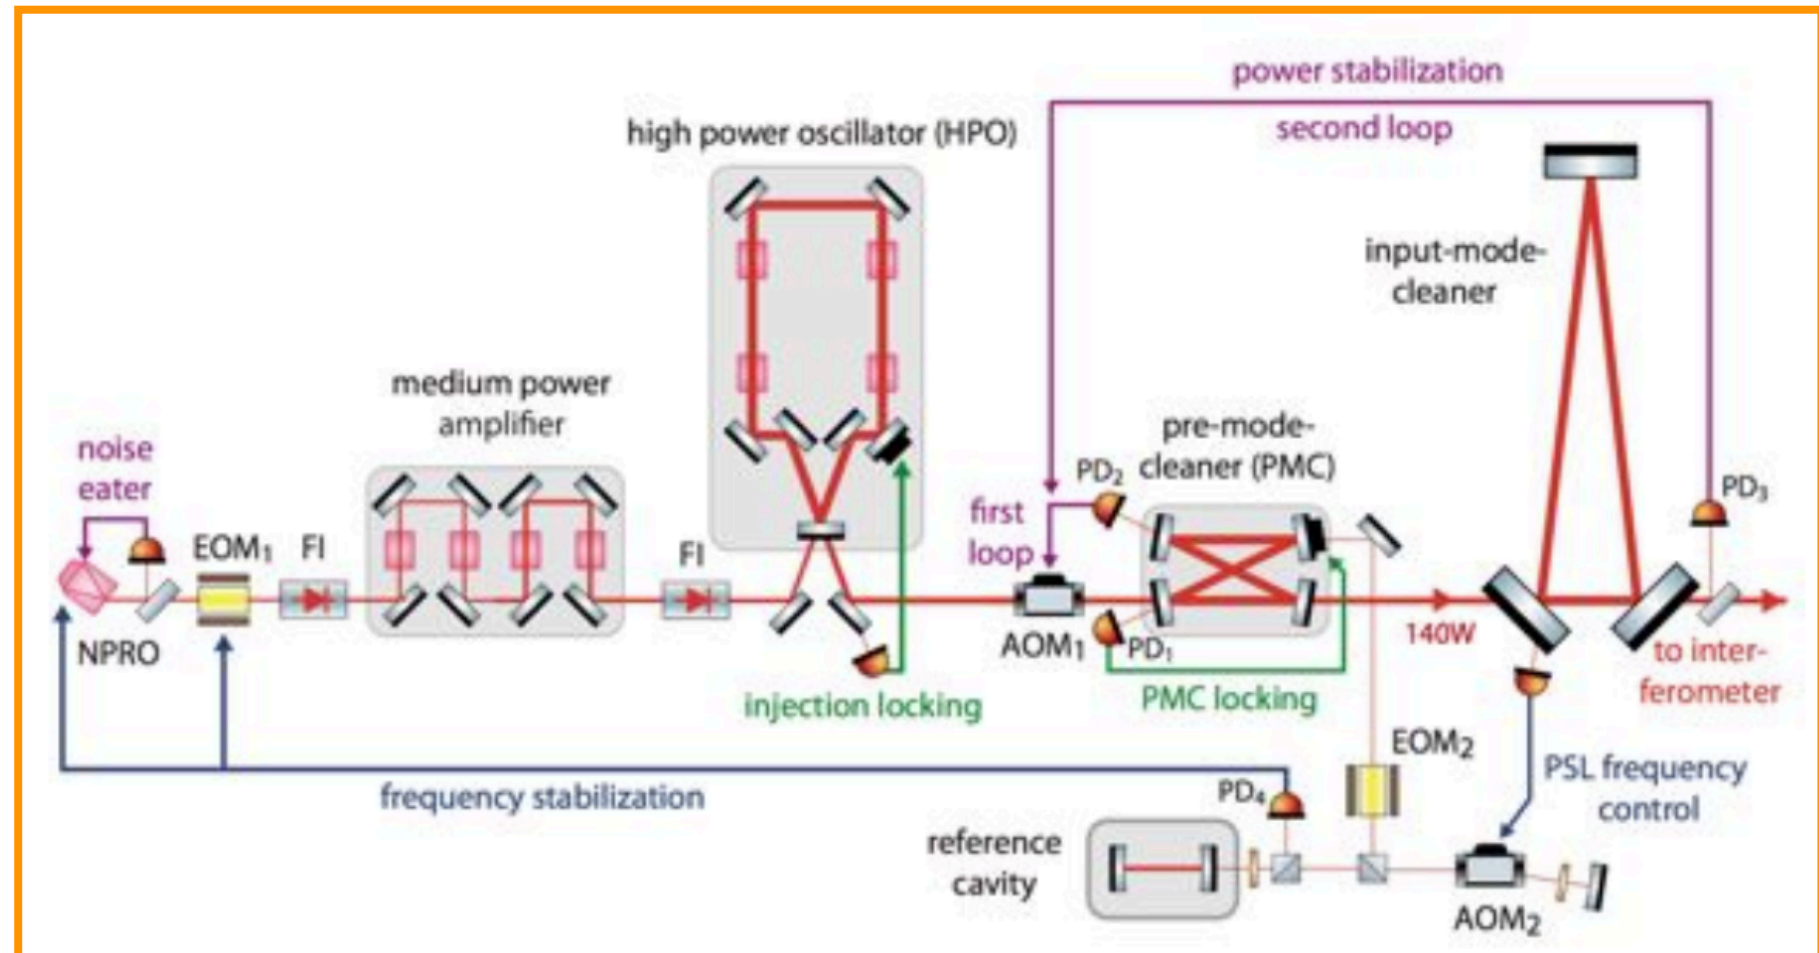 power stabilization
second loop
high power oscillator (HPO)
input-mode-
cleaner
medium power
amplifier
pre-mode-
cleaner (PMC)
noise
eater
PD2
PD3
first
loop
EOM1
FI
FI
NPRO
AOM1
PD1
140W
to inter-
ferometer
injection locking
PMC locking
EOM2
PSL frequency
control
frequency stabilization
PD4
reference
cavity
AOM2